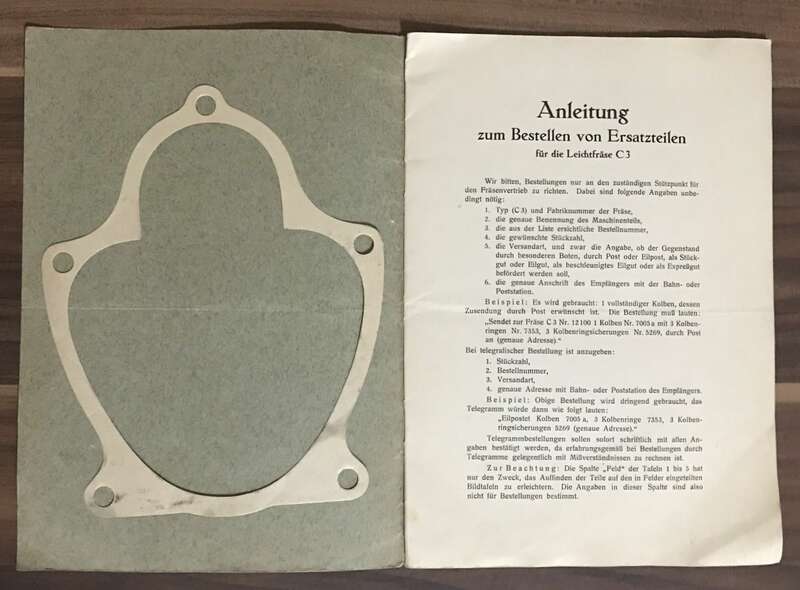 Anleitung
zum Bestellen von Ersatzteilen
für die Leichtfräse C 3
Wir bitten, Bestellungen nur an den zuständigen Stützpunkt für
den Fräsenvertrieb zu richten. Dabei sind folgende Angaben unbe-
dingt nötig:
1. Typ (C 3) und Fabriknummer der Fräse,
2. die genaue Benennung des Maschinenteils,
3. die aus der Liste ersichtliche Bestellnummer,
4. die gewünschte Stückzahl,
5. die Versandart, und zwar die Angabe, ob der Gegenstand
durch besonderen Boten, durch Post oder Eilpost, als Stück-
gut oder Eilgut, als beschleunigtes Eilgut oder als Expreßgut
befördert werden soll,
6. die genaue Anschrift des Empfängers mit der Bahn- oder
Poststation.
Beispiel: Es wird gebraucht: 1 vollständiger Kolben, dessen
Zusendung durch Post erwünscht ist. Die Bestellung muß lauten:
„Sendet zur Fräse C 3 Nr. 12 100 1 Kolben Nr. 7005 a mit 3 Kolben-
ringen Nr. 7353, 3 Kolbenringsicherungen Nr. 5269, durch Post
an (genaue Adresse).“
Bei telegrafischer Bestellung ist anzugeben:
1. Stückzahl,
2. Bestellnummer,
3. Versandart,
4. genaue Adresse mit Bahn- oder Poststation des Empfängers.
Beispiel: Obige Bestellung wird dringend gebraucht, das
Telegramm würde dann wie folgt lauten:
„Eilpostet Kolben 7005 a, 3 Kolbenringe 7353, 3 Kolben-
ringsicherungen 5269 (genaue Adresse).“
Telegrammbestellungen sollen sofort schriftlich mit allen An-
gaben bestätigt werden, da erfahrungsgemäß bei Bestellungen durch
Telegramme gelegentlich mit Mißverständnissen zu rechnen ist.
Zur Beachtung: Die Spalte „Feld“ der Tafeln 1 bis 5 hat
nur den Zweck, das Auffinden der Teile auf den in Felder eingeteilten
Bildtafeln zu erleichtern. Die Angaben in dieser Spalte sind also
nicht für Bestellungen bestimmt.